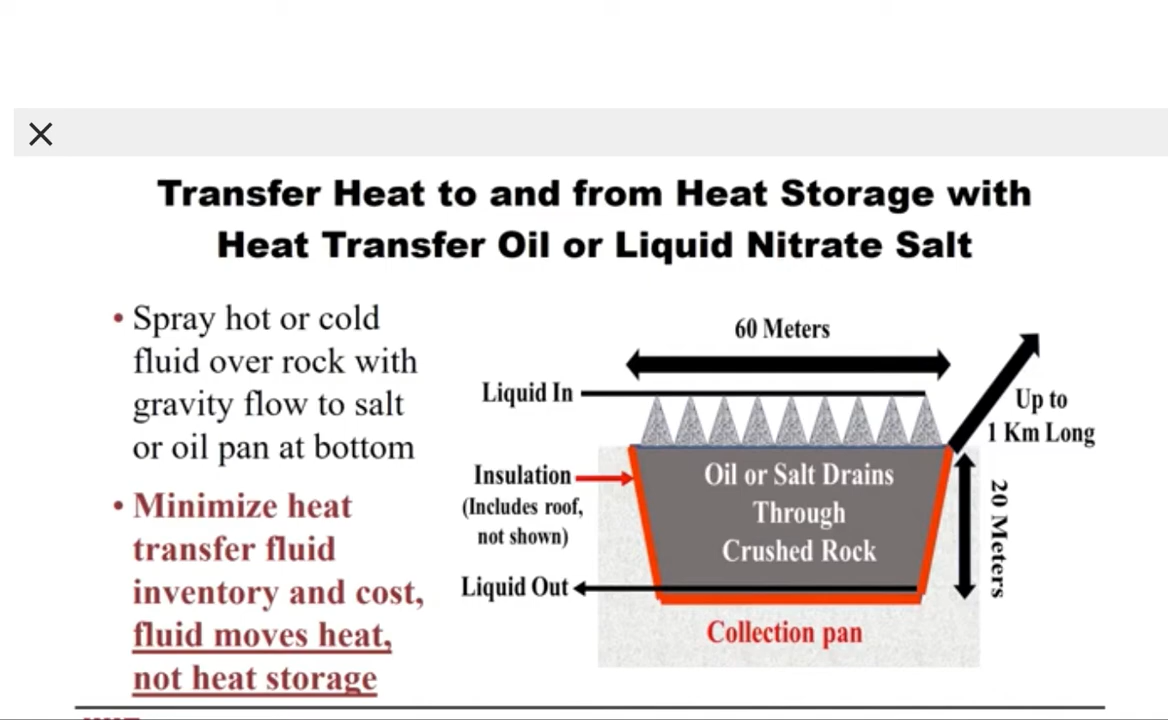 Transfer Heat to and from Heat Storage with
Heat Transfer Oil or Liquid Nitrate Salt
• Spray hot or cold
fluid over rock with
gravity flow to salt
or oil pan at bottom
• Minimize heat
transfer fluid
inventory and cost,
fluid moves heat,
not heat storage
60 Meters
Liquid In
Up to
1 Km Long
Insulation
(Includes roof,
not shown)
Oil or Salt Drains
Through
Crushed Rock
20 Meters
Liquid Out
Collection pan